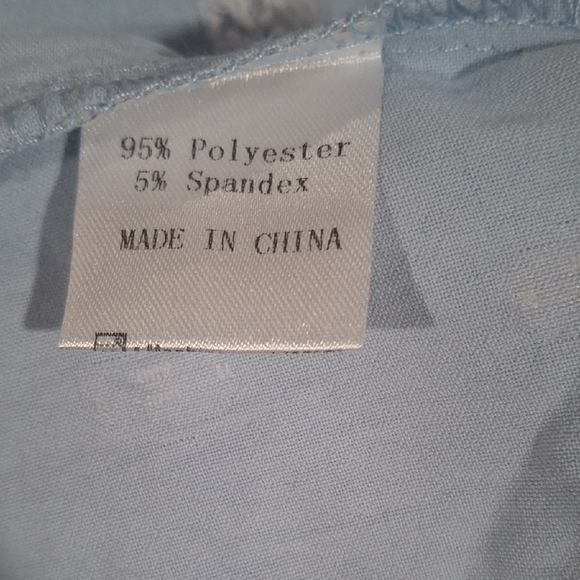 95% Polyester
5% Spandex
MADE IN CHINA